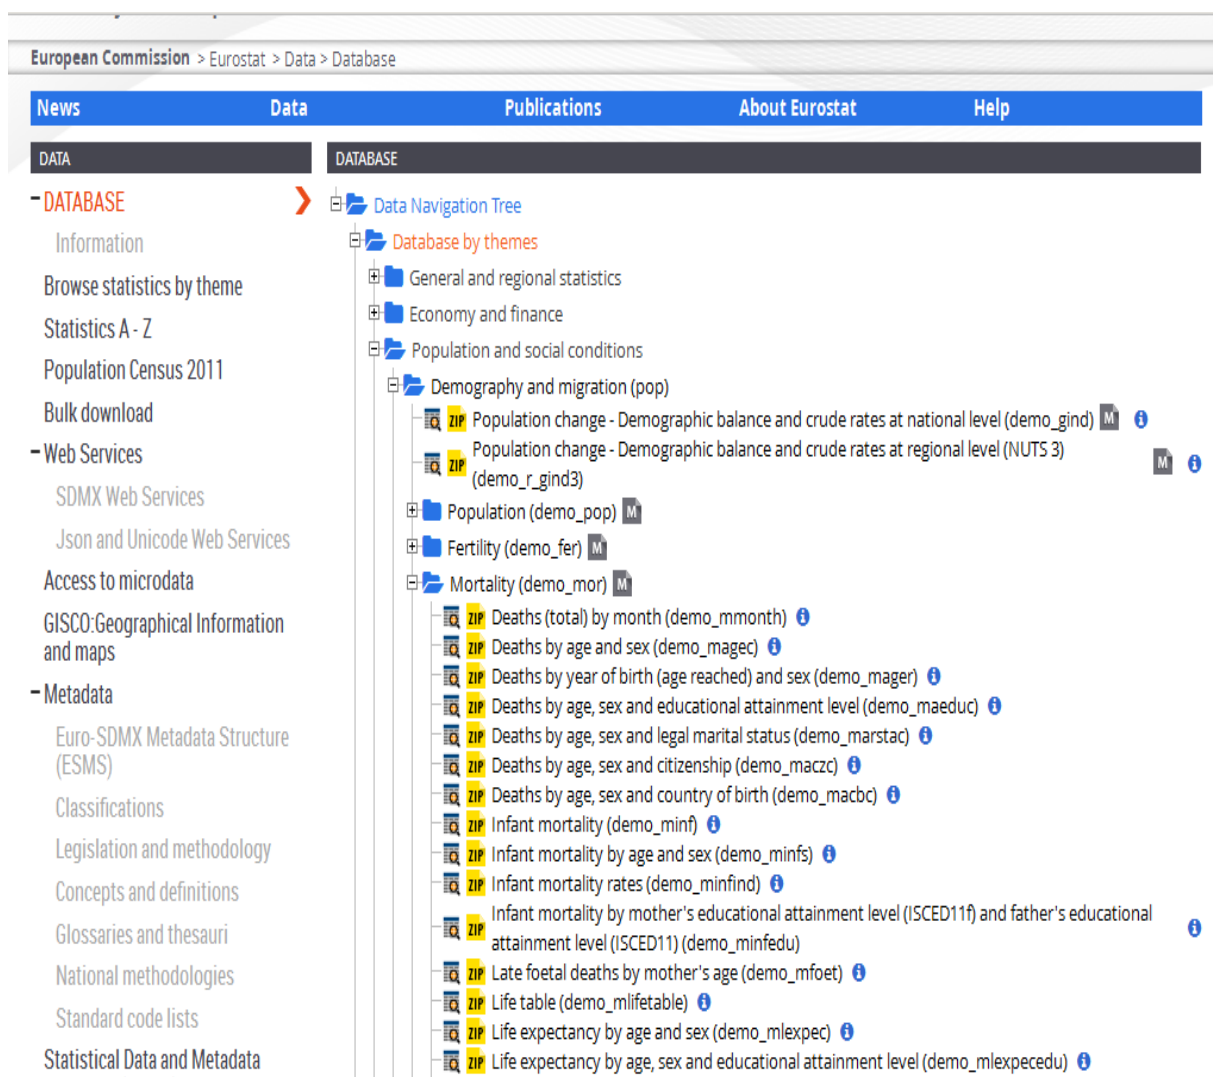 European Commission > Eurostat > Data > Database
News Data Publications About Eurostat Help
DATA
DATABASE
Information
Browse statistics by theme
Statistics A - Z
Population Census 2011
Bulk download
Web Services
SDMX Web Services
Json and Unicode Web Services
Access to microdata
GISCO:Geographical Information
and maps
Metadata
Euro-SDMX Metadata Structure
(ESMS)
Classifications
Legislation and methodology
Concepts and definitions
Glossaries and thesauri
National methodologies
Standard code lists
Statistical Data and Metadata
DATABASE
Data Navigation Tree
Database by themes
General and regional statistics
Economy and finance
Population and social conditions
Demography and migration (pop)
ZIP Population change - Demographic balance and crude rates at national level (demo_gind) M i
Population change - Demographic balance and crude rates at regional level (NUTS 3)
ZIP (demo_r_gind3) M i
Population (demo_pop) M
Fertility (demo_fer) M
Mortality (demo_mor) M
ZIP Deaths (total) by month (demo_mmonth) i
ZIP Deaths by age and sex (demo_magec) i
ZIP Deaths by year of birth (age reached) and sex (demo_mager) i
ZIP Deaths by age, sex and educational attainment level (demo_maeduc) i
ZIP Deaths by age, sex and legal marital status (demo_marstac) i
ZIP Deaths by age, sex and citizenship (demo_maczc) i
ZIP Deaths by age, sex and country of birth (demo_macbc) i
ZIP Infant mortality (demo_minf) i
ZIP Infant mortality by age and sex (demo_minfs) i
ZIP Infant mortality rates (demo_minfind) i
Infant mortality by mother's educational attainment level (ISCED11f) and father's educational
ZIP attainment level (ISCED11) (demo_minfedu) i
ZIP Late foetal deaths by mother's age (demo_mfoet) i
ZIP Life table (demo_mlifetable) i
ZIP Life expectancy by age and sex (demo_mlexpec) i
ZIP Life expectancy by age, sex and educational attainment level (demo_mlexpecedu) i